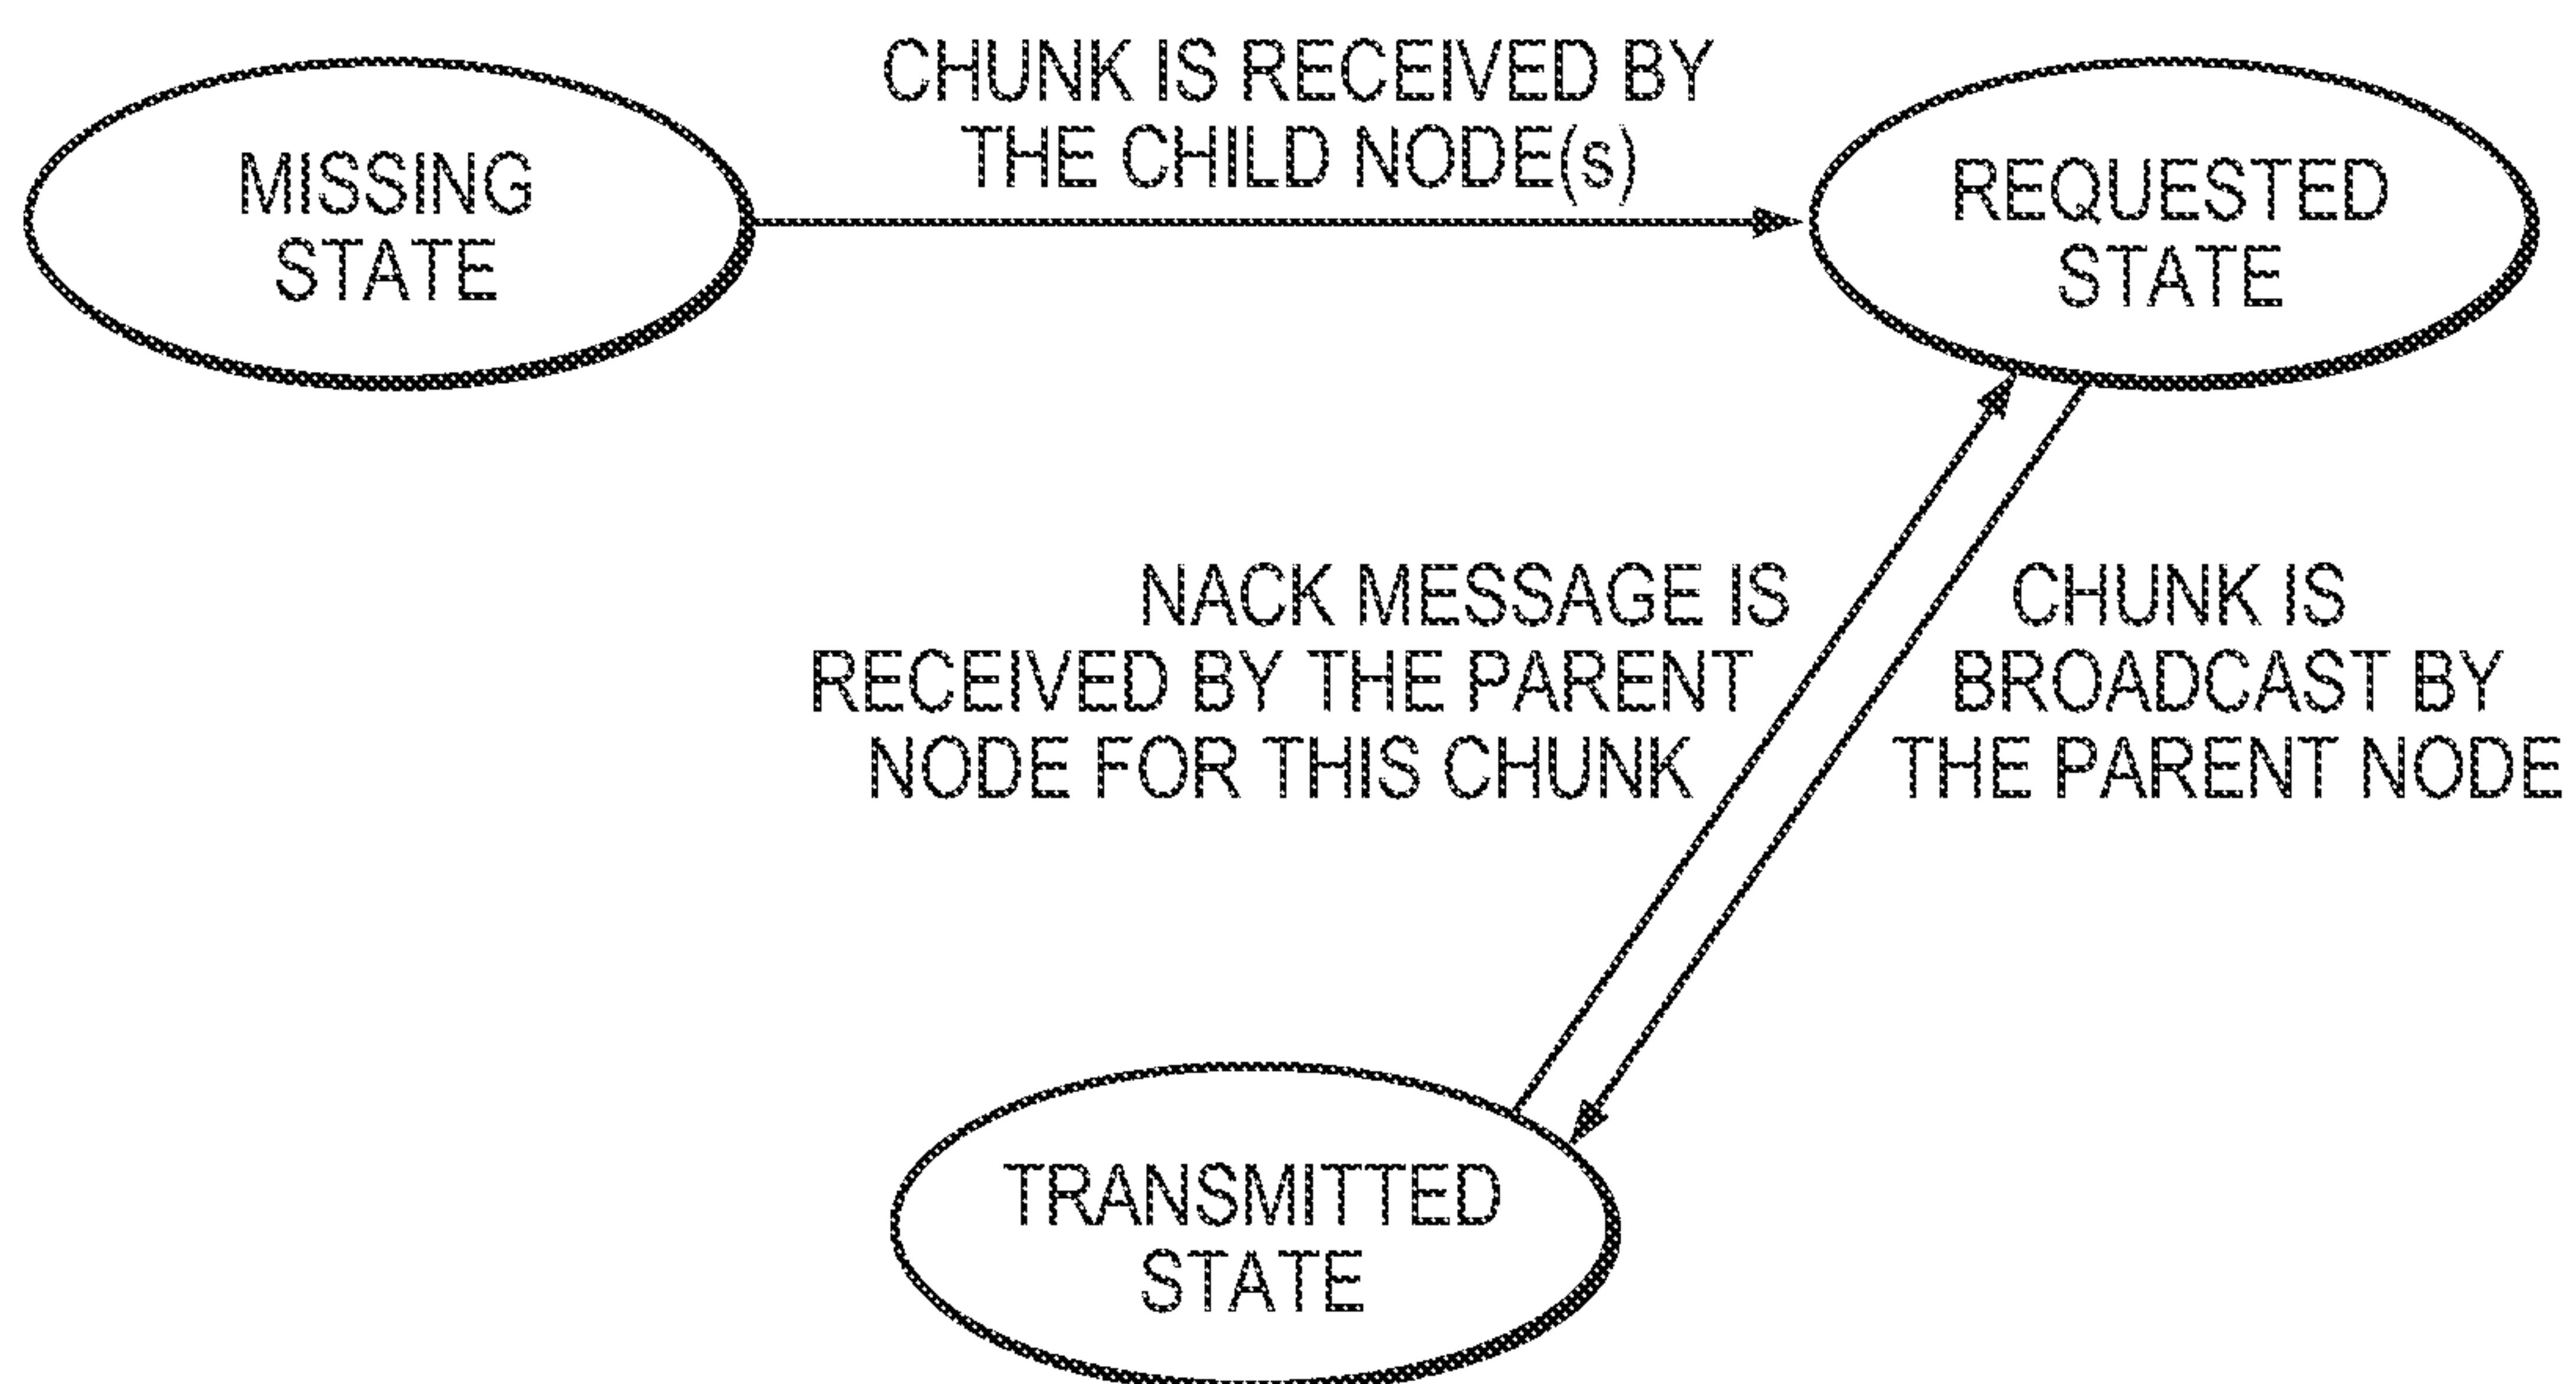 MISSING
STATE
CHUNK IS RECEIVED BY
THE CHILD NODE(s)
REQUESTED
STATE
NACK MESSAGE IS
RECEIVED BY THE PARENT
NODE FOR THIS CHUNK
CHUNK IS
BROADCAST BY
THE PARENT NODE
TRANSMITTED
STATE